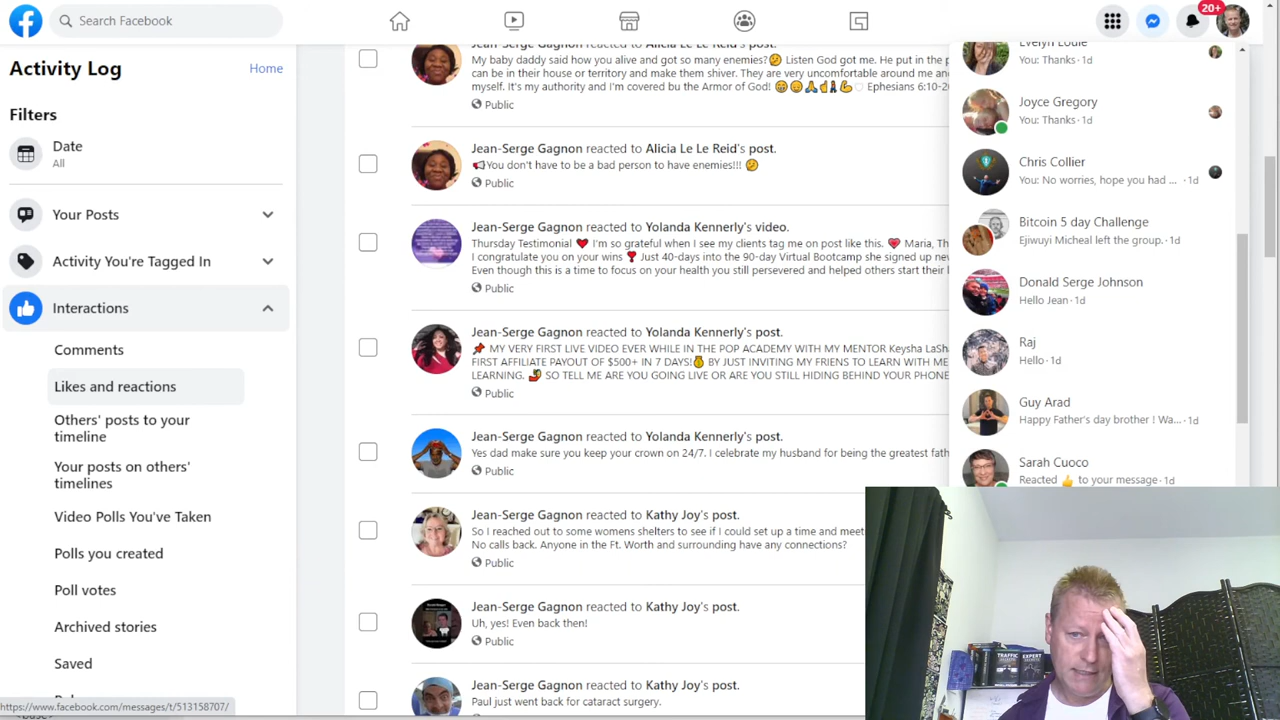 Search Facebook
20+
Activity Log
Home
Filters
Date
All
Your Posts
Activity You're Tagged In
Interactions
Comments
Likes and reactions
Others' posts to your
timeline
Your posts on others'
timelines
Video Polls You've Taken
Polls you created
Poll votes
Archived stories
Saved
https://www.facebook.com/messages/t/513158707/
Jean-Serge Gagnon reacted to Alicia Le Le Reid's post.
My baby daddy said how you alive and got so many enemies?🤔 Listen God got me. He put in the p
can be in their house or territory and make them shiver. They are very uncomfortable around me an
myself. It's my authority and I'm covered bu the Armor of God! 😁😊🙏☝🚶💪🤍 Ephesians 6:10-2
Public
Jean-Serge Gagnon reacted to Alicia Le Le Reid's post.
📢You don't have to be a bad person to have enemies!!! 🤔
Public
Jean-Serge Gagnon reacted to Yolanda Kennerly's video.
Thursday Testimonial ❤ I'm so grateful when I see my clients tag me on post like this. 💓 Maria, Th
I congratulate you on your wins ❣ Just 40-days into the 90-day Virtual Bootcamp she signed up new
Even though this is a time to focus on your health you still persevered and helped others start their l
Public
Jean-Serge Gagnon reacted to Yolanda Kennerly's post.
📌 MY VERY FIRST LIVE VIDEO EVER WHILE IN THE POP ACADEMY WITH MY MENTOR Keysha LaSha
FIRST AFFILIATE PAYOUT OF $500+ IN 7 DAYS!💰 BY JUST INVITING MY FRIENS TO LEARN WITH ME
LEARNING. SO TELL ME ARE YOU GOING LIVE OR ARE YOU STILL HIDING BEHIND YOUR PHONE
Public
Jean-Serge Gagnon reacted to Yolanda Kennerly's post.
Yes dad make sure you keep your crown on 24/7. I celebrate my husband for being the greatest fath
Public
Jean-Serge Gagnon reacted to Kathy Joy's post.
So I reached out to some womens shelters to see if I could set up a time and meet
No calls back. Anyone in the Ft. Worth and surrounding have any connections?
Public
Jean-Serge Gagnon reacted to Kathy Joy's post.
Uh, yes! Even back then!
Public
Jean-Serge Gagnon reacted to Kathy Joy's post.
Paul just went back for cataract surgery.
Evelyn Louie
You: Thanks · 1d
Joyce Gregory
You: Thanks · 1d
Chris Collier
You: No worries, hope you had ... · 1d
Bitcoin 5 day Challenge
Ejiwuyi Micheal left the group. · 1d
Donald Serge Johnson
Hello Jean · 1d
Raj
Hello · 1d
Guy Arad
Happy Father's day brother ! Wa... · 1d
Sarah Cuoco
Reacted 👍 to your message · 1d
TRAFFIC
EXPERT